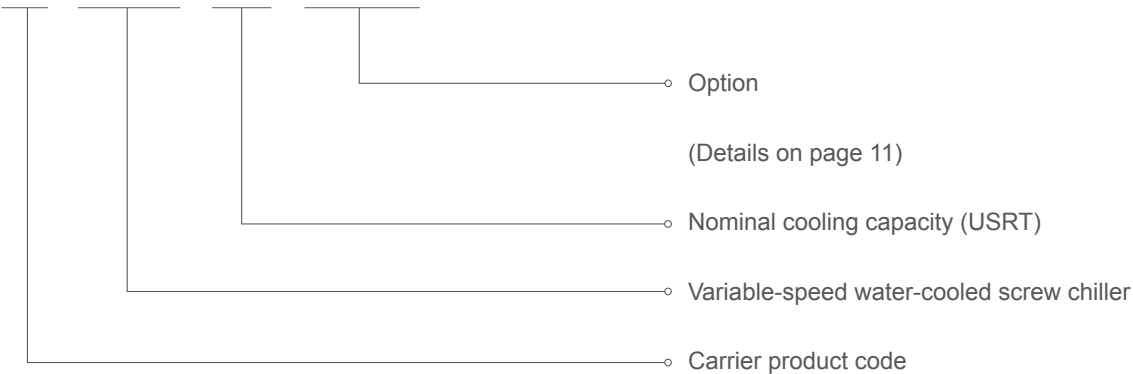 Option
(Details on page 11)
Nominal cooling capacity (USRT)
Variable-speed water-cooled screw chiller
Carrier product code